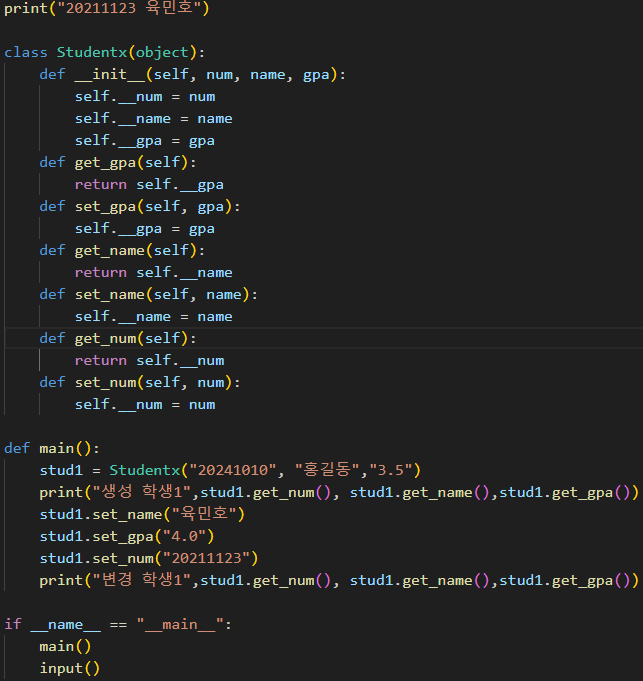 print("20211123 육민호")
class Studentx(object):
def __init__(self, num, name, gpa):
self.__num = num
self.__name = name
self.__gpa = gpa
def get_gpa(self):
return self.__gpa
def set_gpa(self, gpa):
self.__gpa = gpa
def get_name(self):
return self.__name
def set_name(self, name):
self.__name = name
def get_num(self):
return self.__num
def set_num(self, num):
self.__num = num
def main():
stud1 = Studentx("20241010", "홍길동","3.5")
print("생성 학생1",stud1.get_num(), stud1.get_name(),stud1.get_gpa())
stud1.set_name("육민호")
stud1.set_gpa("4.0")
stud1.set_num("20211123")
print("변경 학생1",stud1.get_num(), stud1.get_name(),stud1.get_gpa())
if __name__ == "__main__":
main()
input()